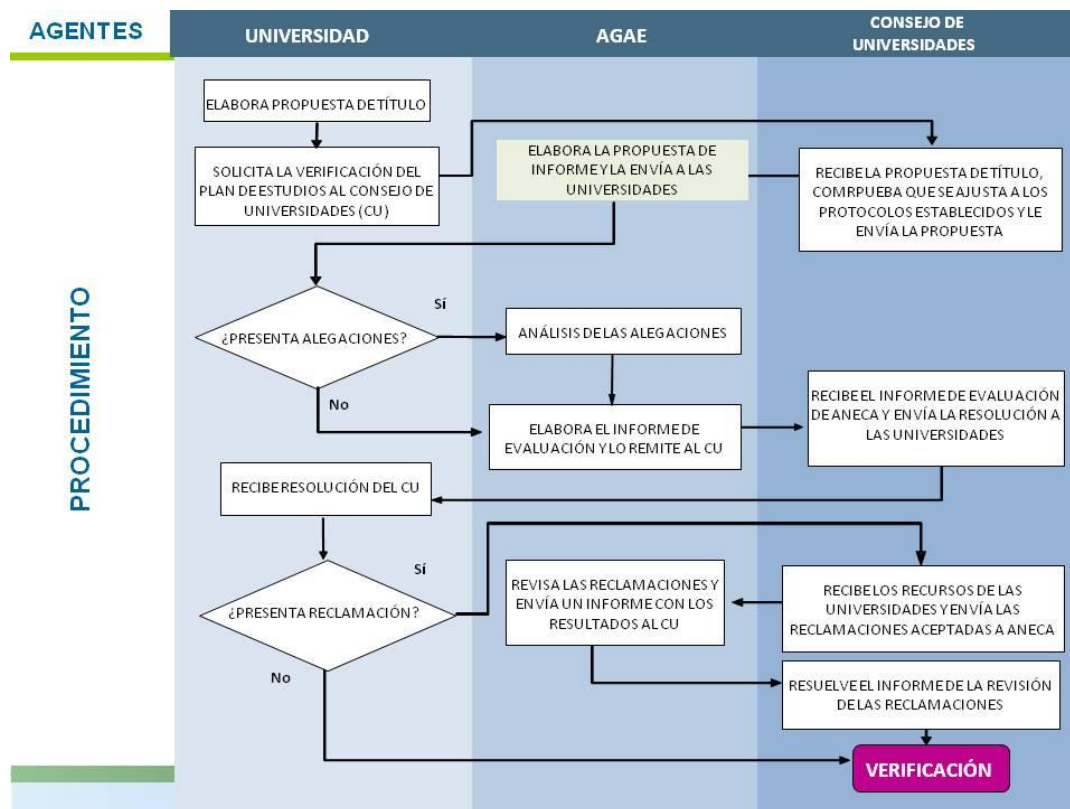 AGENTES
UNIVERSIDAD
AGAE
CONSEJO DE
UNIVERSIDADES
PROCEDIMIENTO
ELABORA PROPUESTA DE TÍTULO
SOLICITA LA VERIFICACIÓN DEL
PLAN DE ESTUDIOS AL CONSEJO DE
UNIVERSIDADES (CU)
ELABORA LA PROPUESTA DE
INFORME Y LA ENVÍA A LAS
UNIVERSIDADES
RECIBE LA PROPUESTA DE TÍTULO,
COMRPUEBA QUE SE AJUSTA A LOS
PROTOCOLOS ESTABLECIDOS Y LE
ENVÍA LA PROPUESTA
¿PRESENTA ALEGACIONES?
Sí
No
ANÁLISIS DE LAS ALEGACIONES
ELABORA EL INFORME DE
EVALUACIÓN Y LO REMITE AL CU
RECIBE EL INFORME DE EVALUACIÓN
DE ANECA Y ENVÍA LA RESOLUCIÓN A
LAS UNIVERSIDADES
RECIBE RESOLUCIÓN DEL CU
¿PRESENTA RECLAMACIÓN?
Sí
No
REVISA LAS RECLAMACIONES Y
ENVÍA UN INFORME CON LOS
RESULTADOS AL CU
RECIBE LOS RECURSOS DE LAS
UNIVERSIDADES Y ENVÍA LAS
RECLAMACIONES ACEPTADAS A ANECA
RESUELVE EL INFORME DE LA REVISIÓN
DE LAS RECLAMACIONES
VERIFICACIÓN